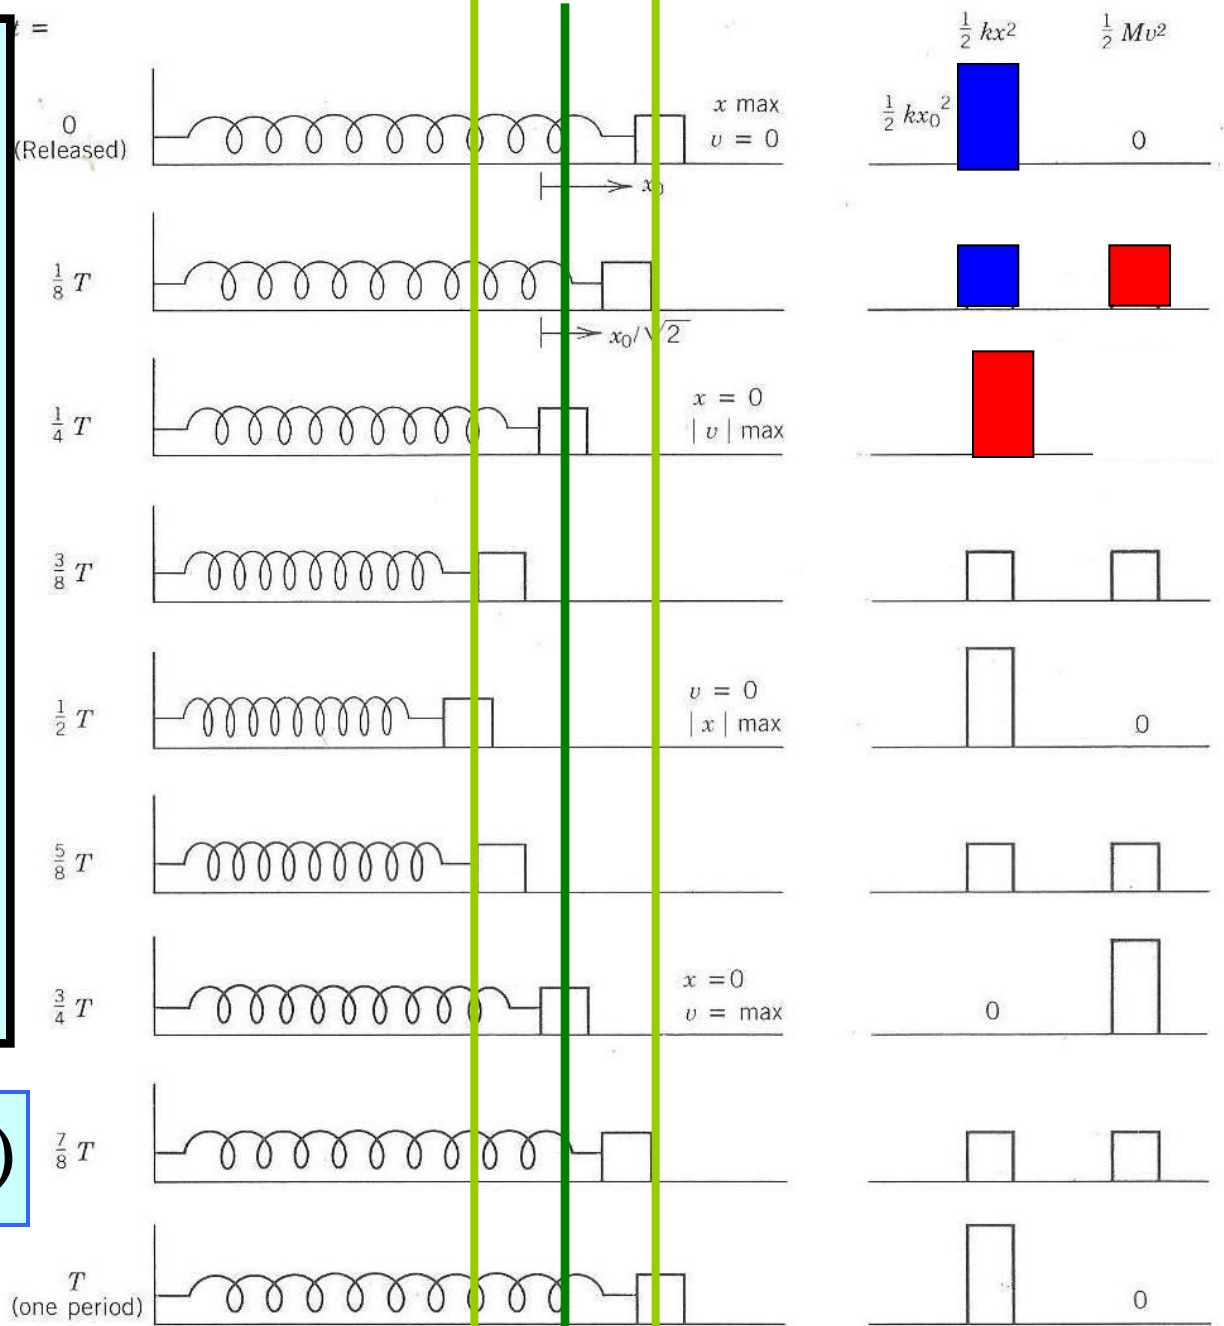 t =
½ kx²
½ Mv²
0
(Released)
x max
v = 0
½ kx₀²
0
x₀
⅛ T
x₀/√2
¼ T
x = 0
| v | max
⅜ T
½ T
v = 0
| x | max
0
⅝ T
¾ T
x =0
v = max
0
⅞ T
T
(one period)
0
)